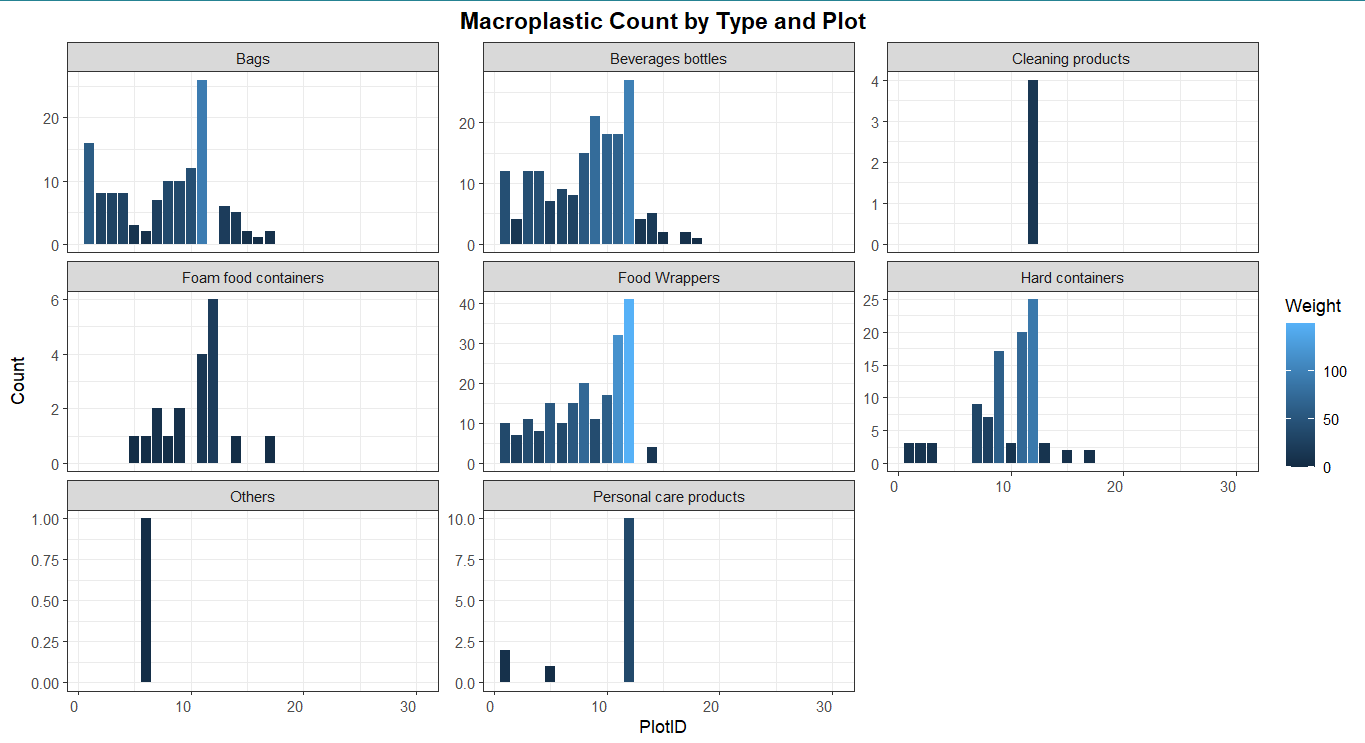 Macroplastic Count by Type and Plot
Bags
Beverages bottles
Cleaning products
20
10
0
20
10
0
4
3
2
1
0
Foam food containers
Food Wrappers
Hard containers
6
4
2
0
40
30
20
10
0
25
20
15
10
5
0
0 10 20 30
Others
Personal care products
1.00
0.75
0.50
0.25
0.00
10.0
7.5
5.0
2.5
0.0
0 10 20 30
0 10 20 30
PlotID
Count
Weight
100
50
0